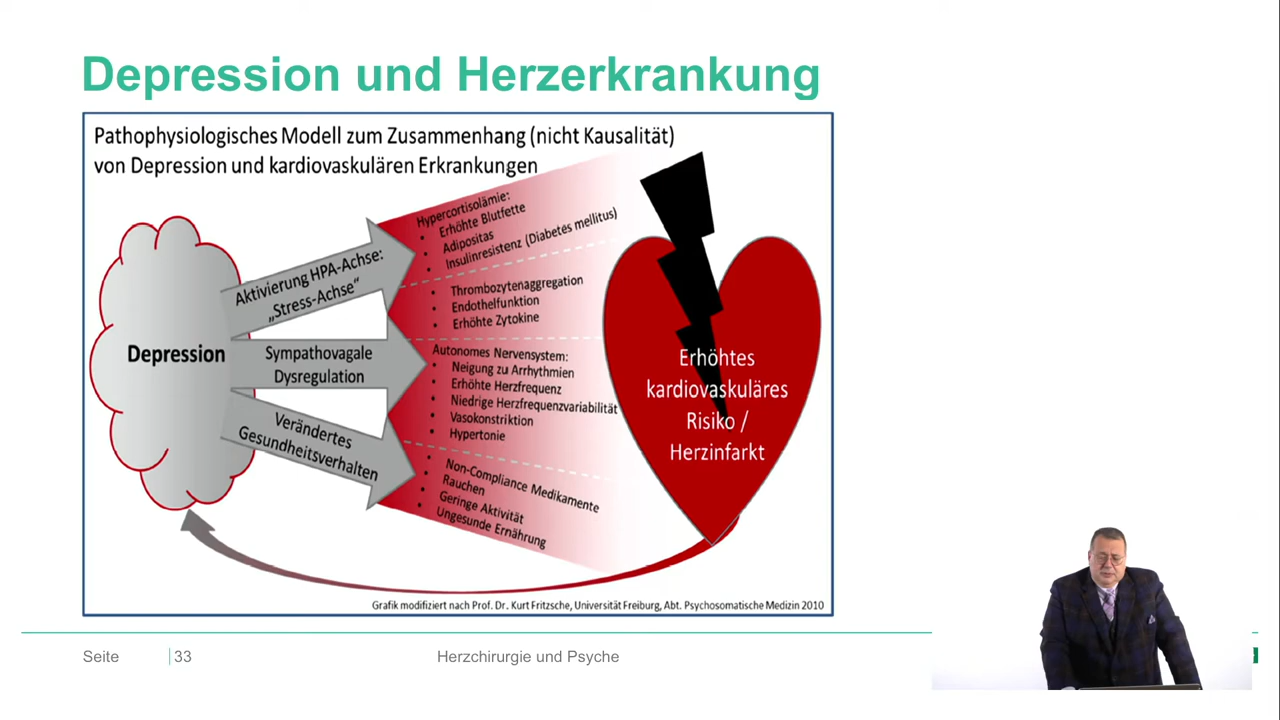 Depression und Herzerkrankung
Pathophysiologisches Modell zum Zusammenhang (nicht Kausalität)
von Depression und kardiovaskulären Erkrankungen
Depression
Aktivierung HPA-Achse:
„Stress-Achse“
Sympathovagale
Dysregulation
Verändertes
Gesundheitsverhalten
Hypercortisolämie:
• Erhöhte Blutfette
• Adipositas
• Insulinresistenz (Diabetes mellitus)
• Thrombozytenaggregation
• Endothelfunktion
• Erhöhte Zytokine
Autonomes Nervensystem:
• Neigung zu Arrhythmien
• Erhöhte Herzfrequenz
• Niedrige Herzfrequenzvariabilität
• Vasokonstriktion
• Hypertonie
• Non-Compliance Medikamente
• Rauchen
• Geringe Aktivität
• Ungesunde Ernährung
Erhöhtes
kardiovaskuläres
Risiko /
Herzinfarkt
Grafik modifiziert nach Prof. Dr. Kurt Fritzsche, Universität Freiburg, Abt. Psychosomatische Medizin 2010
Seite |33 Herzchirurgie und Psyche